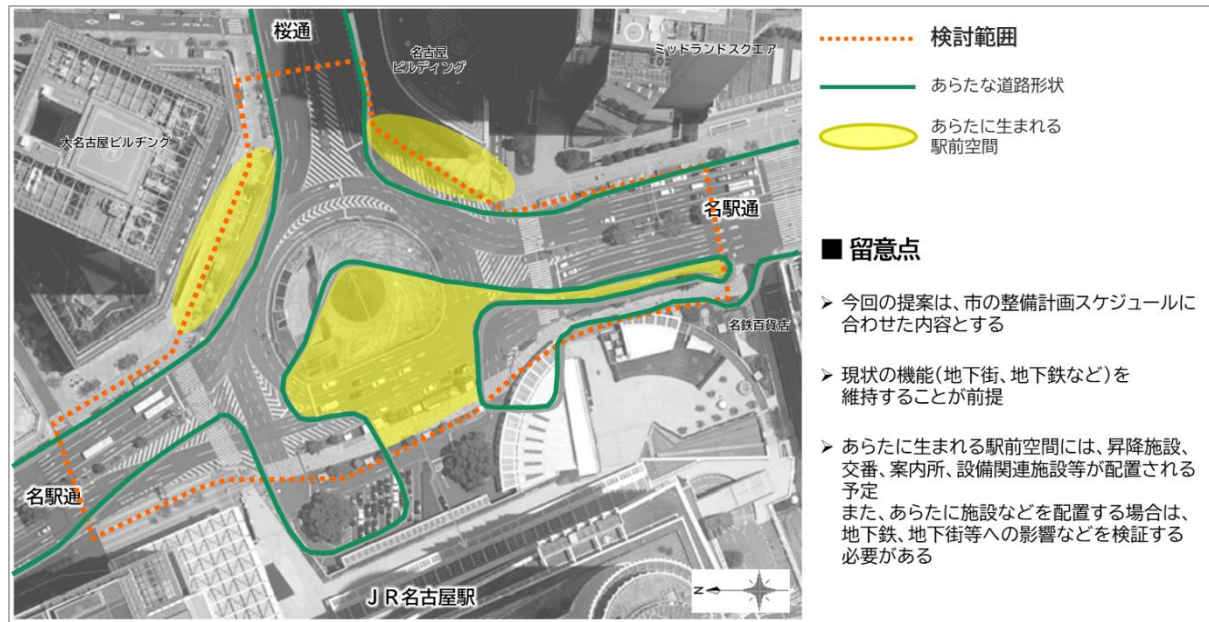 桜通
名古屋
ビルディング
ミッドランドスクエア
大名古屋ビルヂング
名駅通
名鉄百貨店
名駅通
JR名古屋駅
N
検討範囲
あらたな道路形状
あらたに生まれる
駅前空間
■ 留意点
➢ 今回の提案は、市の整備計画スケジュールに
合わせた内容とする
➢ 現状の機能(地下街、地下鉄など)を
維持することが前提
➢ あらたに生まれる駅前空間には、昇降施設、
交番、案内所、設備関連施設等が配置される
予定
また、あらたに施設などを配置する場合は、
地下鉄、地下街等への影響などを検証する
必要がある